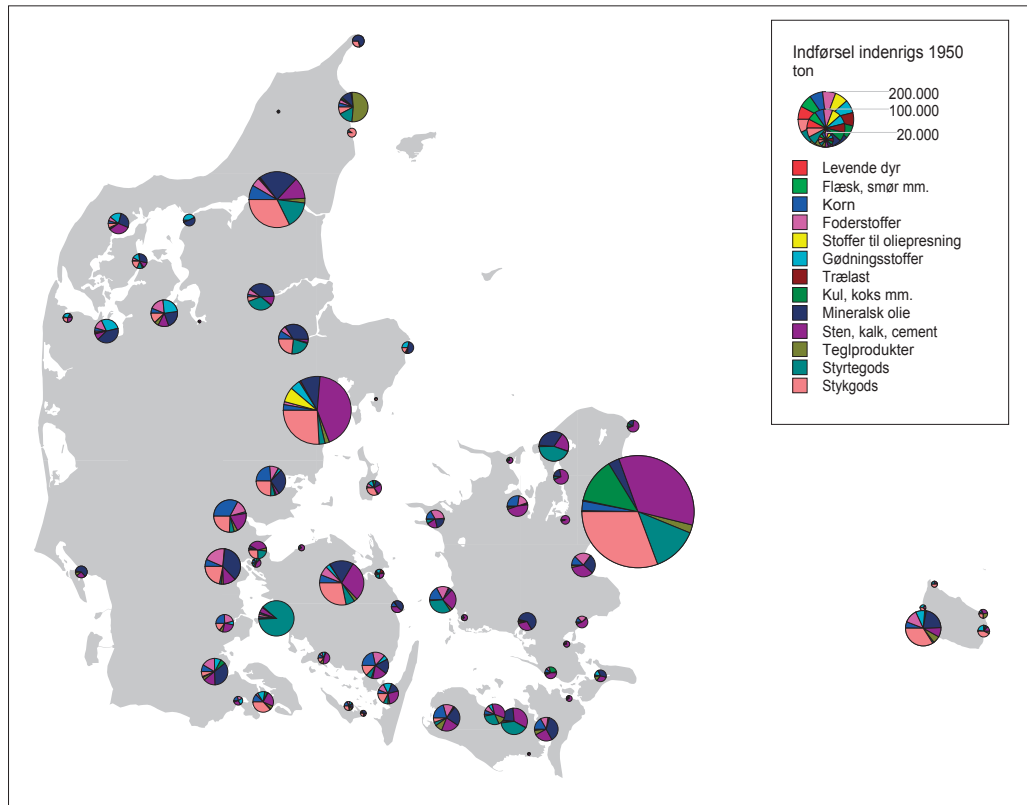 Indførsel indenrigs 1950
ton
200.000
100.000
20.000
Levende dyr
Flæsk, smør mm.
Korn
Foderstoffer
Stoffer til oliepresning
Gødningsstoffer
Trælast
Kul, koks mm.
Mineralsk olie
Sten, kalk, cement
Teglprodukter
Styrtegods
Stykgods